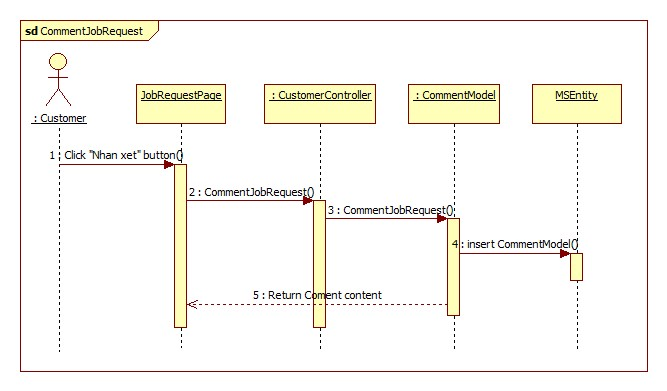 sd CommentJobRequest
: Customer
JobRequestPage
: CustomerController
: CommentModel
MSEntity
1 : Click "Nhan xet" button()
2 : CommentJobRequest()
3 : CommentJobRequest()
4 : insert CommentModel()
5 : Return Coment content